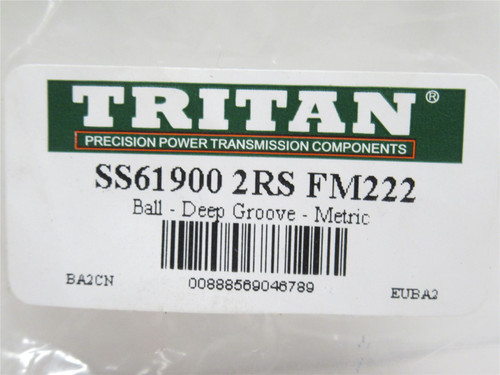 TRITAN®
PRECISION POWER TRANSMISSION COMPONENTS
SS61900 2RS FM222
Ball - Deep Groove - Metric
BA2CN 00888569046789 EUBA2